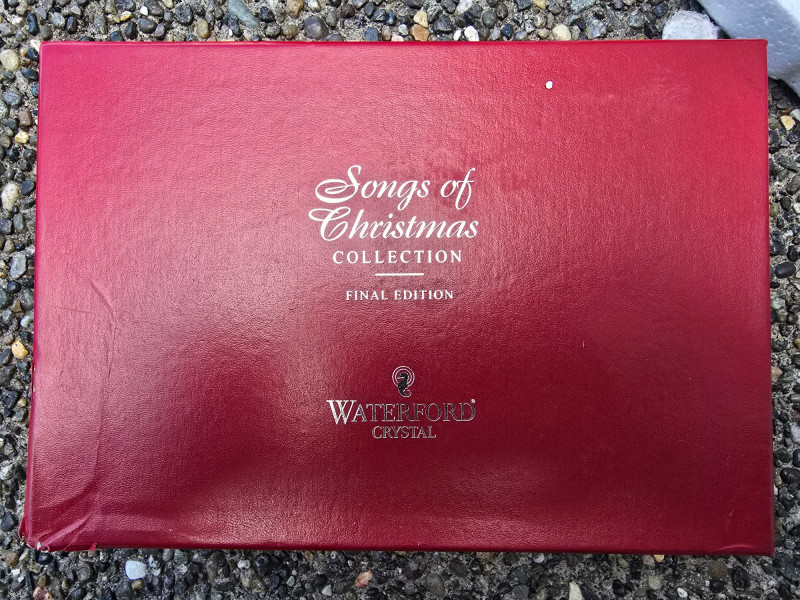 Songs of
Christmas
COLLECTION
FINAL EDITION
WATERFORD®
CRYSTAL